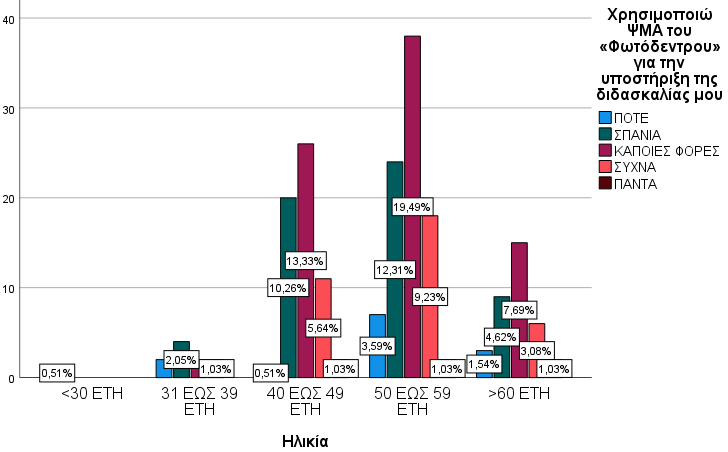 Χρησιμοποιώ
ΨΜΑ του
«Φωτόδεντρου»
για την
υποστήριξη της
διδασκαλίας μου
ΠΟΤΕ
ΣΠΑΝΙΑ
ΚΑΠΟΙΕΣ ΦΟΡΕΣ
ΣΥΧΝΑ
ΠΑΝΤΑ
40
30
20
10
0
0,51%
2,05%
1,03%
0,51%
10,26%
13,33%
5,64%
1,03%
3,59%
12,31%
19,49%
9,23%
1,03%
1,54%
4,62%
7,69%
3,08%
1,03%
<30 ΕΤΗ
31 ΕΩΣ 39
ΕΤΗ
40 ΕΩΣ 49
ΕΤΗ
50 ΕΩΣ 59
ΕΤΗ
>60 ΕΤΗ
Ηλικία